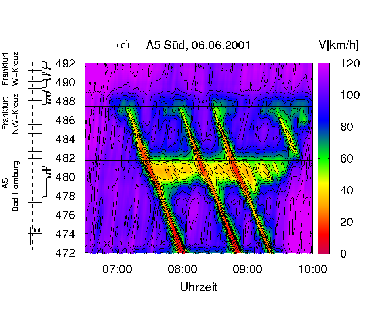 (c) A5 Süd, 06.06.2001 V[km/h]
492
490
488
486
484
482
480
478
476
474
472
120
100
80
60
40
20
0
07:00 08:00 09:00 10:00
Uhrzeit
Frankfurt
W-Kreuz
Frankfurt
N.W-Kreuz
AS
Bad Homburg